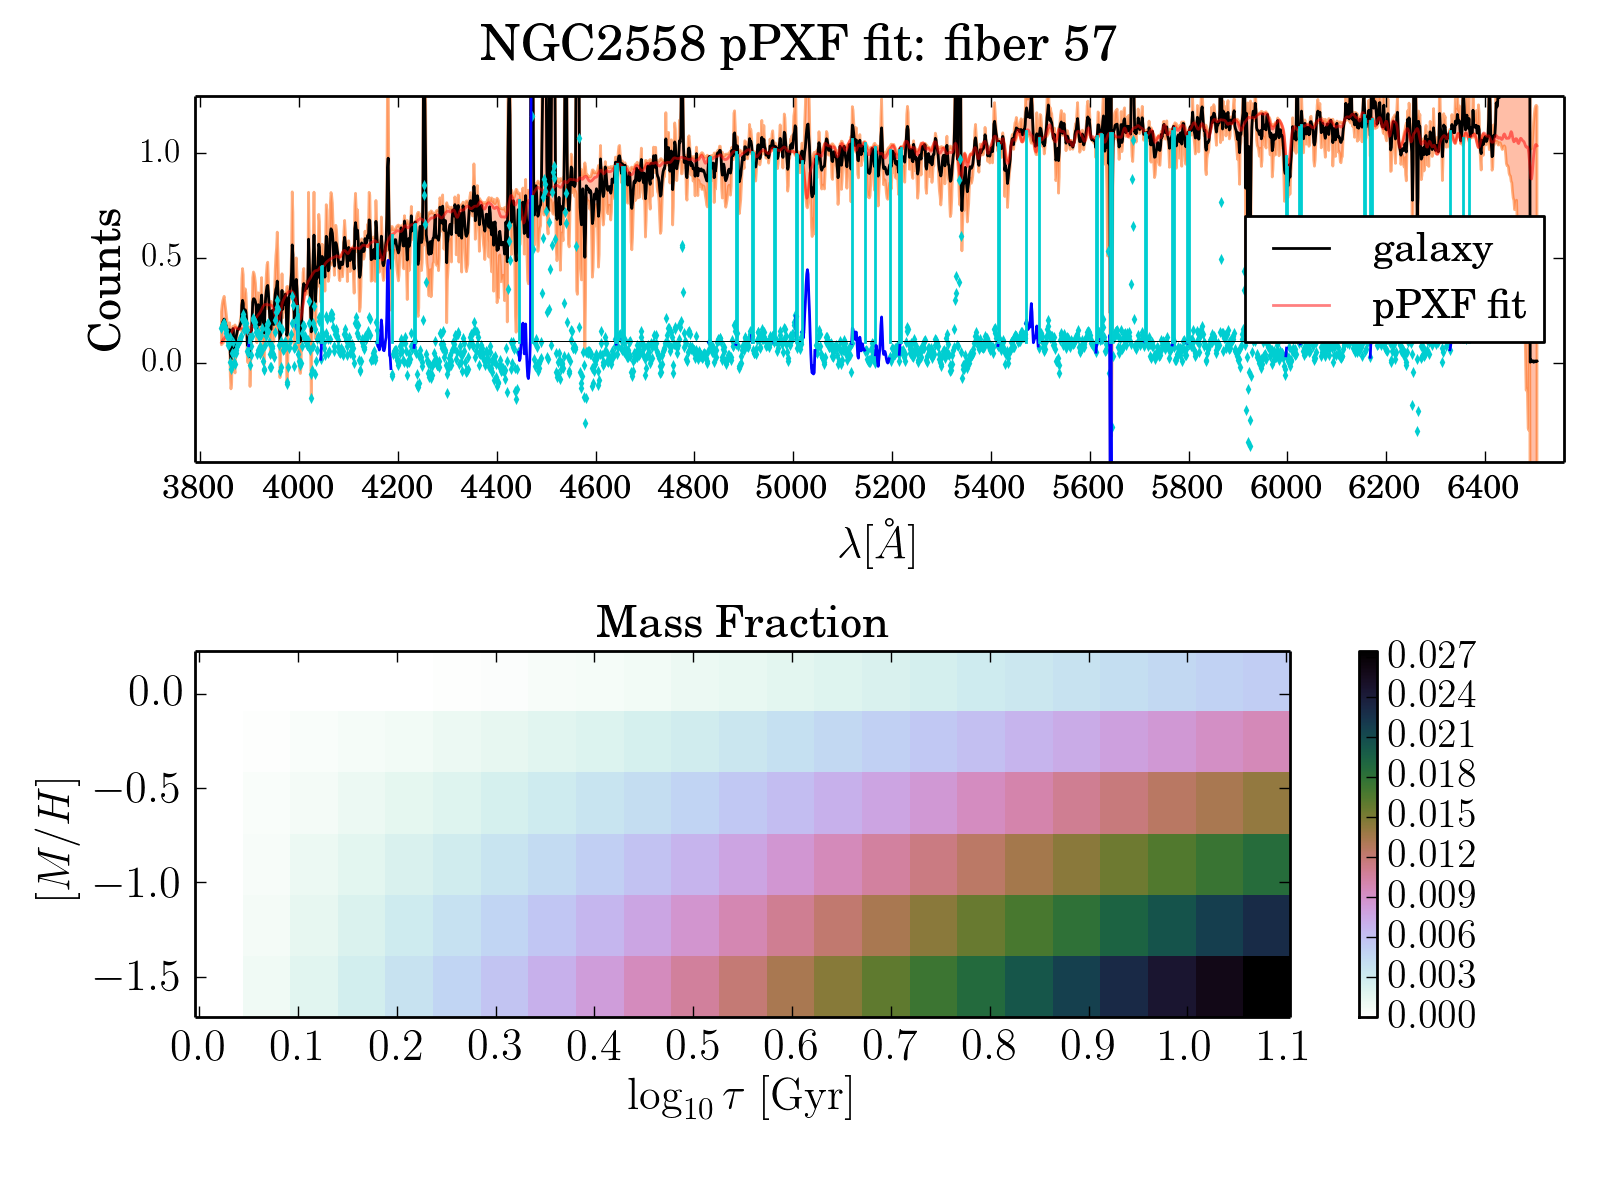 NGC2558 pPXF fit: fiber 57
Counts
1.0
0.5
0.0
galaxy
pPXF fit
3800 4000 4200 4400 4600 4800 5000 5200 5400 5600 5800 6000 6200 6400
λ[Å]
Mass Fraction
[M/H]
0.0
−0.5
−1.0
−1.5
0.0 0.1 0.2 0.3 0.4 0.5 0.6 0.7 0.8 0.9 1.0 1.1
log₁₀ τ [Gyr]
0.027
0.024
0.021
0.018
0.015
0.012
0.009
0.006
0.003
0.000